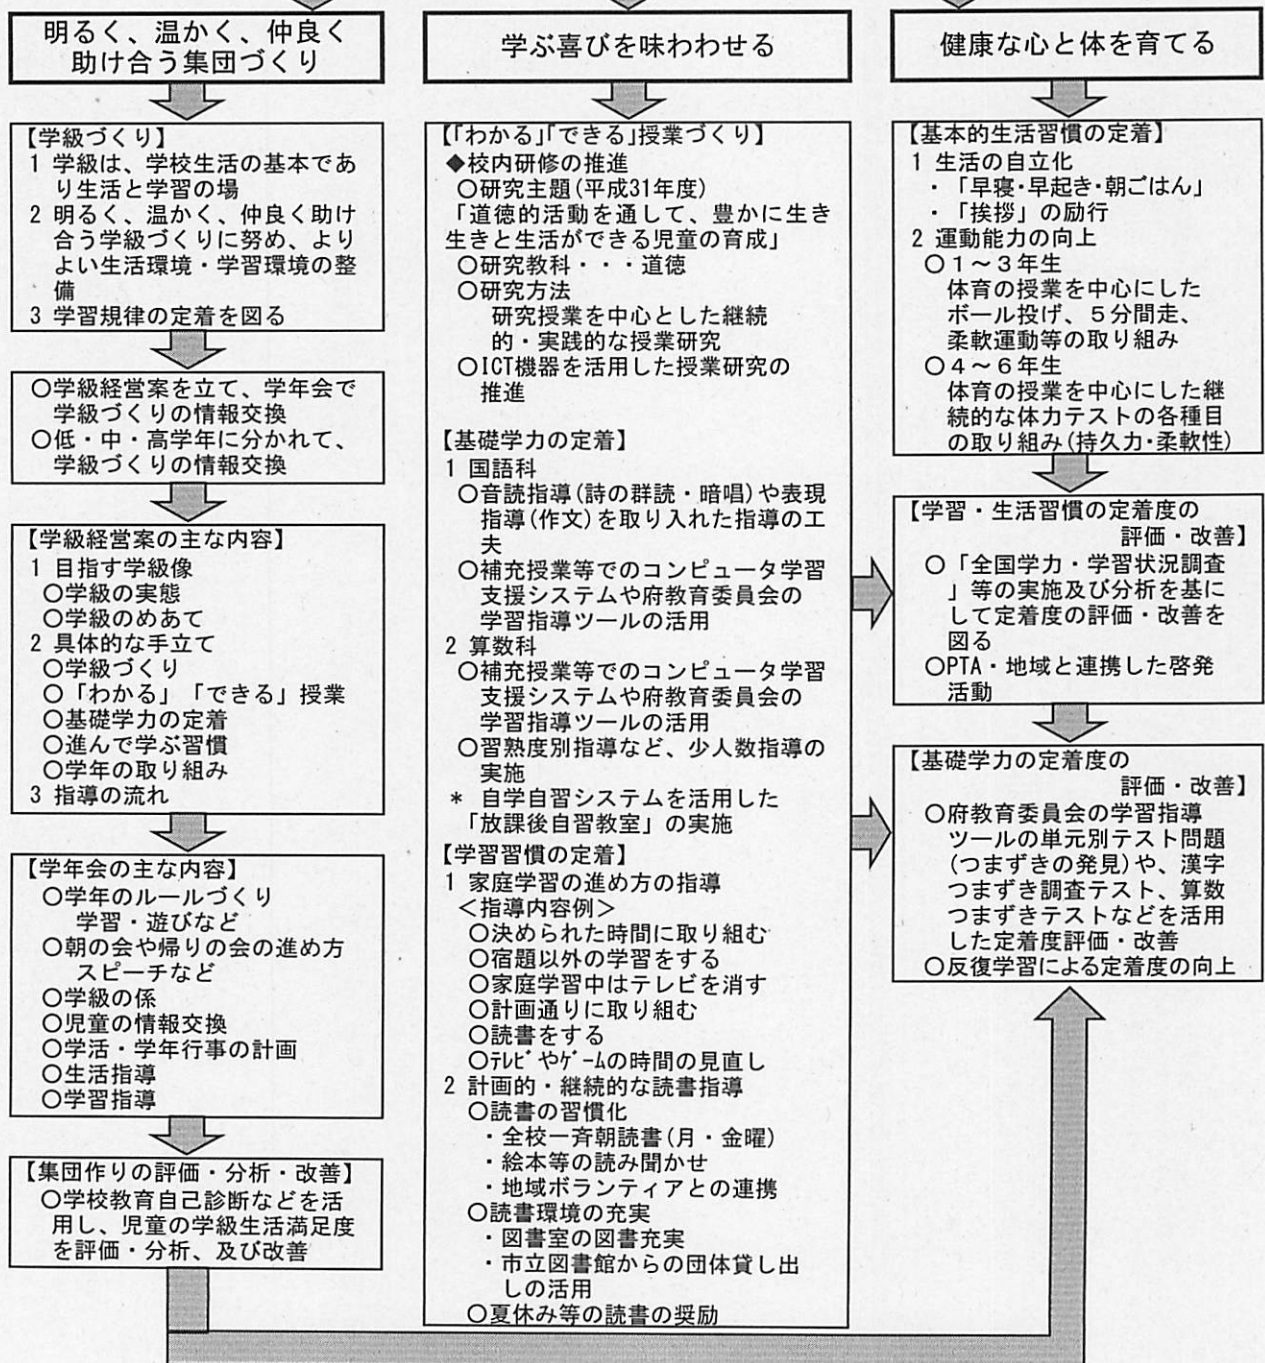 明るく、温かく、仲良く
助け合う集団づくり
【学級づくり】
1 学級は、学校生活の基本であ
り生活と学習の場
2 明るく、温かく、仲良く助け
合う学級づくりに努め、より
よい生活環境・学習環境の整
備
3 学習規律の定着を図る
○学級経営案を立て、学年会で
学級づくりの情報交換
○低・中・高学年に分かれて、
学級づくりの情報交換
【学級経営案の主な内容】
1 目指す学級像
○学級の実態
○学級のめあて
2 具体的な手立て
○学級づくり
○「わかる」「できる」授業
○基礎学力の定着
○進んで学ぶ習慣
○学年の取り組み
3 指導の流れ
【学年会の主な内容】
○学年のルールづくり
学習・遊びなど
○朝の会や帰りの会の進め方
スピーチなど
○学級の係
○児童の情報交換
○学活・学年行事の計画
○生活指導
○学習指導
【集団作りの評価・分析・改善】
○学校教育自己診断などを活
用し、児童の学級生活満足度
を評価・分析、及び改善
学ぶ喜びを味わわせる
【「わかる」「できる」授業づくり】
◆校内研修の推進
○研究主題(平成31年度)
「道徳的活動を通して、豊かに生き
生きと生活ができる児童の育成」
○研究教科・・・道徳
○研究方法
研究授業を中心とした継続
的・実践的な授業研究
○ICT機器を活用した授業研究の
推進
【基礎学力の定着】
1 国語科
○音読指導(詩の群読・暗唱)や表現
指導(作文)を取り入れた指導の工
夫
○補充授業等でのコンピュータ学習
支援システムや府教育委員会の
学習指導ツールの活用
2 算数科
○補充授業等でのコンピュータ学習
支援システムや府教育委員会の
学習指導ツールの活用
○習熟度別指導など、少人数指導の
実施
* 自学自習システムを活用した
「放課後自習教室」の実施
【学習習慣の定着】
1 家庭学習の進め方の指導
<指導内容例>
○決められた時間に取り組む
○宿題以外の学習をする
○家庭学習中はテレビを消す
○計画通りに取り組む
○読書をする
○ﾃﾚﾋﾞやｹﾞｰﾑの時間の見直し
2 計画的・継続的な読書指導
○読書の習慣化
・全校一斉朝読書(月・金曜)
・絵本等の読み聞かせ
・地域ボランティアとの連携
○読書環境の充実
・図書室の図書充実
・市立図書館からの団体貸し出
しの活用
○夏休み等の読書の奨励
健康な心と体を育てる
【基本的生活習慣の定着】
1 生活の自立化
・「早寝・早起き・朝ごはん」
・「挨拶」の励行
2 運動能力の向上
○1～3年生
体育の授業を中心にした
ボール投げ、5分間走、
柔軟運動等の取り組み
○4～6年生
体育の授業を中心にした継
続的な体力テストの各種目
の取り組み(持久力・柔軟性)
【学習・生活習慣の定着度の
評価・改善】
○「全国学力・学習状況調査
」等の実施及び分析を基に
して定着度の評価・改善を
図る
○PTA・地域と連携した啓発
活動
【基礎学力の定着度の
評価・改善】
○府教育委員会の学習指導
ツールの単元別テスト問題
(つまずきの発見)や、漢字
つまずき調査テスト、算数
つまずきテストなどを活用
した定着度評価・改善
○反復学習による定着度の向上